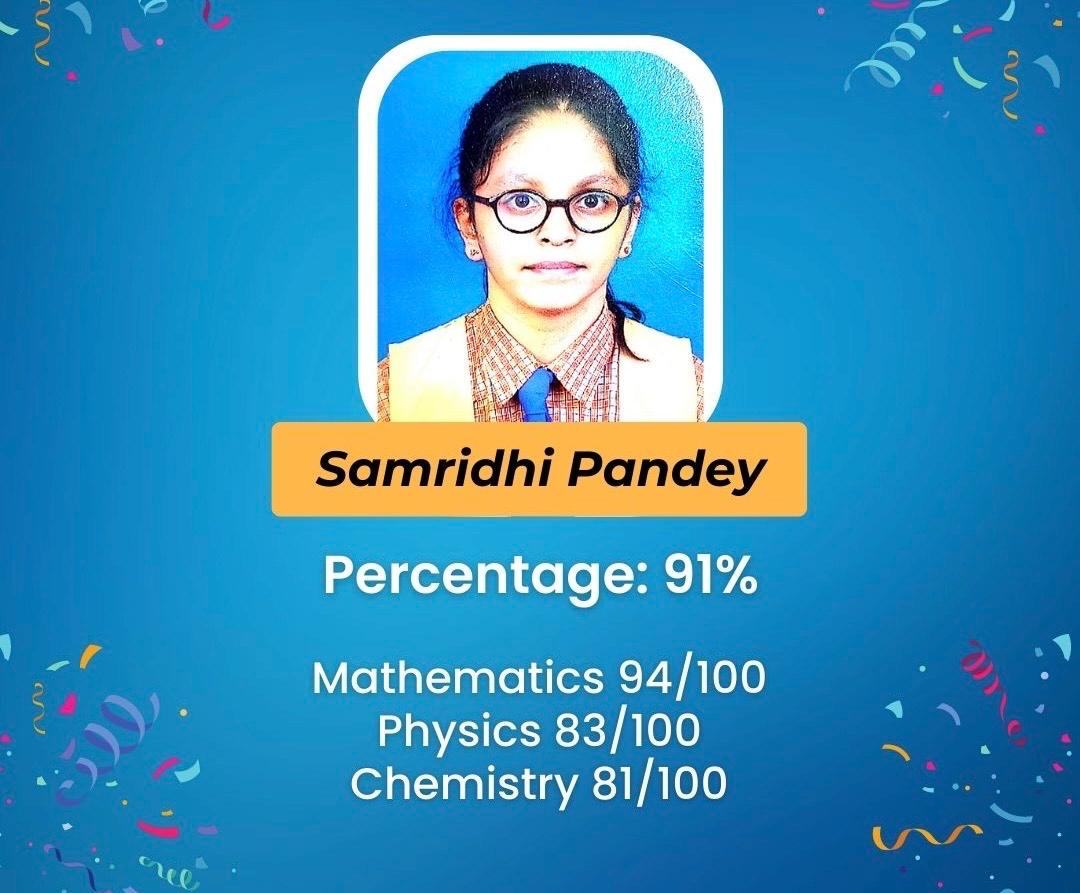 Samridhi Pandey
Percentage: 91%
Mathematics 94/100
Physics 83/100
Chemistry 81/100